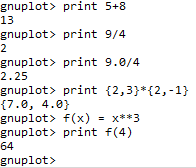 gnuplot> print 5+8
13
gnuplot> print 9/4
2
gnuplot> print 9.0/4
2.25
gnuplot> print {2,3}*{2,-1}
{7.0, 4.0}
gnuplot> f(x) = x**3
gnuplot> print f(4)
64
gnuplot>